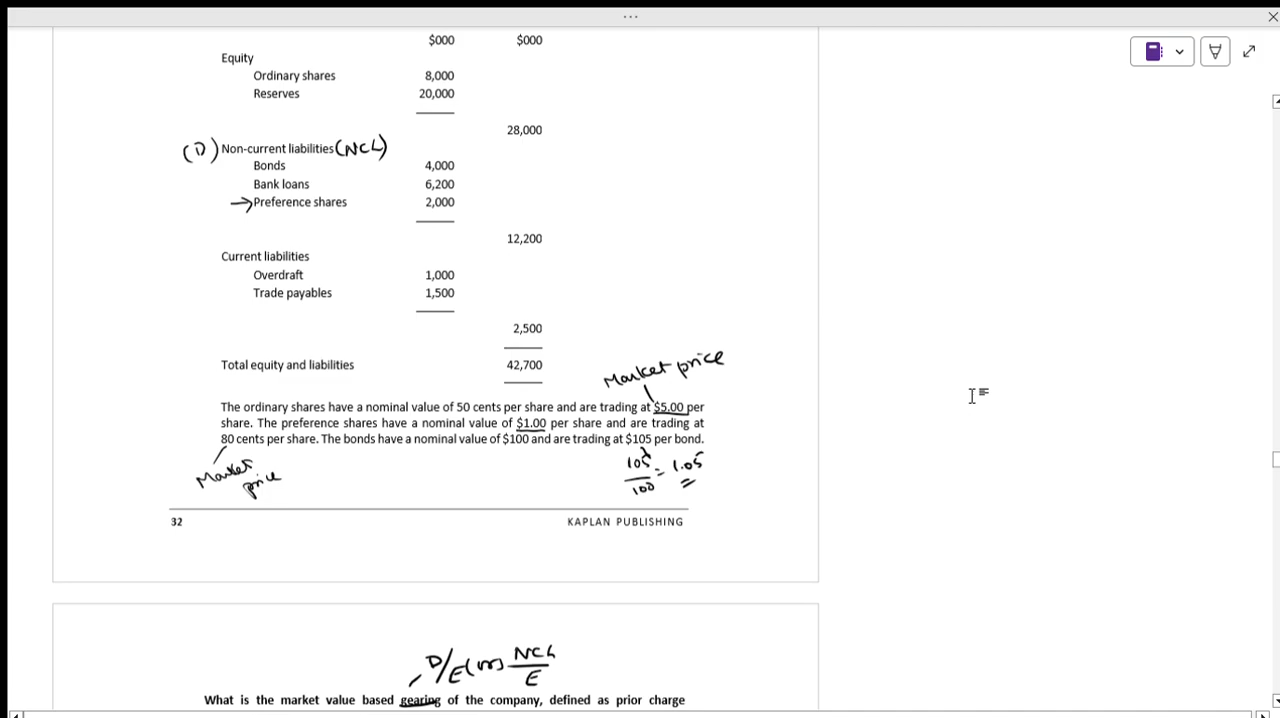 $000 $000
Equity
Ordinary shares 8,000
Reserves 20,000
28,000
(D) Non-current liabilities (NCL)
Bonds 4,000
Bank loans 6,200
→ Preference shares 2,000
12,200
Current liabilities
Overdraft 1,000
Trade payables 1,500
2,500
Total equity and liabilities 42,700
Market price
The ordinary shares have a nominal value of 50 cents per share and are trading at $5.00 per
share. The preference shares have a nominal value of $1.00 per share and are trading at
80 cents per share. The bonds have a nominal value of $100 and are trading at $105 per bond.
Market
price
105/100 = 1.05
32 KAPLAN PUBLISHING
D/E (or) NCL/E
What is the market value based gearing of the company, defined as prior charge